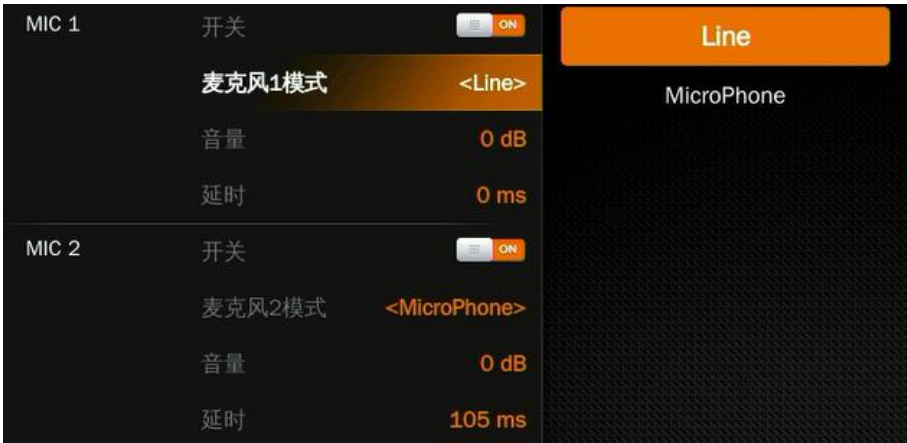 MIC 1 开关 ON
麦克风1模式 <Line>
音量 0 dB
延时 0 ms
MIC 2 开关 ON
麦克风2模式 <MicroPhone>
音量 0 dB
延时 105 ms
Line
MicroPhone